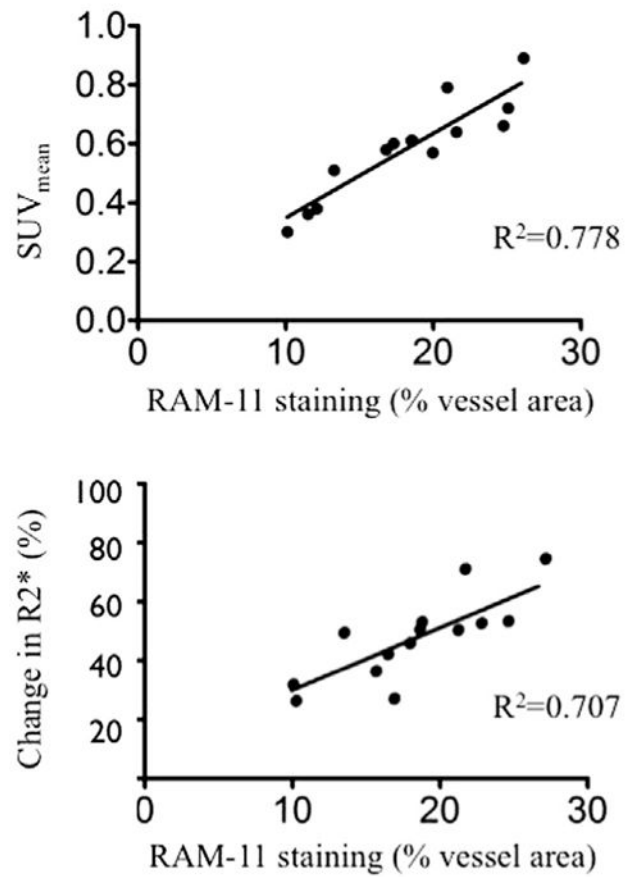 1.0
0.8
0.6
0.4
0.2
0.0
SUVmean
R²=0.778
0 10 20 30
RAM-11 staining (% vessel area)
100
80
60
40
20
Change in R2* (%)
R²=0.707
0 10 20 30
RAM-11 staining (% vessel area)